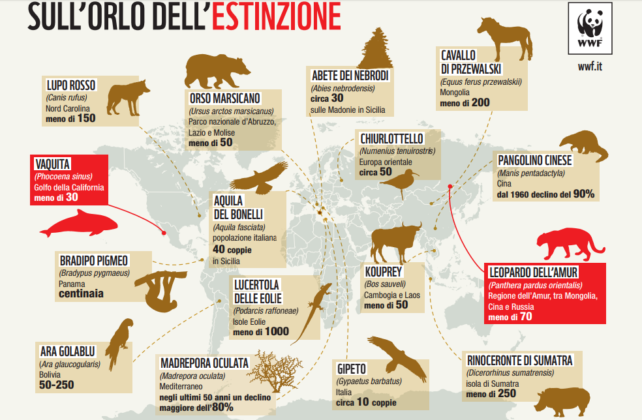 SULL'ORLO DELL'ESTINZIONE
WWF
wwf.it
LUPO ROSSO
(Canis rufus)
Nord Carolina
meno di 150
ORSO MARSICANO
(Ursus arctos marsicanus)
Parco nazionale d'Abruzzo,
Lazio e Molise
meno di 50
ABETE DEI NEBRODI
(Abies nebrodensis)
circa 30
sulle Madonie in Sicilia
CAVALLO
DI PRZEWALSKI
(Equus ferus przewalskii)
Mongolia
meno di 200
VAQUITA
(Phocoena sinus)
Golfo della California
meno di 30
CHIURLOTTELLO
(Numenius tenuirostris)
Europa orientale
circa 50
PANGOLINO CINESE
(Manis pentadactyla)
Cina
dal 1960 declino del 90%
AQUILA
DEL BONELLI
(Aquila fasciata)
popolazione italiana
40 coppie
in Sicilia
BRADIPO PIGMEO
(Bradypus pygmaeus)
Panama
centinaia
KOUPREY
(Bos sauveli)
Cambogia e Laos
meno di 50
LEOPARDO DELL'AMUR
(Panthera pardus orientalis)
Regione dell'Amur, tra Mongolia,
Cina e Russia
meno di 70
LUCERTOLA
DELLE EOLIE
(Podarcis raffoneae)
Isole Eolie
meno di 1000
ARA GOLABLU
(Ara glaucogularis)
Bolivia
50-250
MADREPORA OCULATA
(Madrepora oculata)
Mediterraneo
negli ultimi 50 anni un declino
maggiore dell'80%
GIPETO
(Gypaetus barbatus)
Italia
circa 10 coppie
RINOCERONTE DI SUMATRA
(Dicerorhinus sumatrensis)
isola di Sumatra
meno di 250